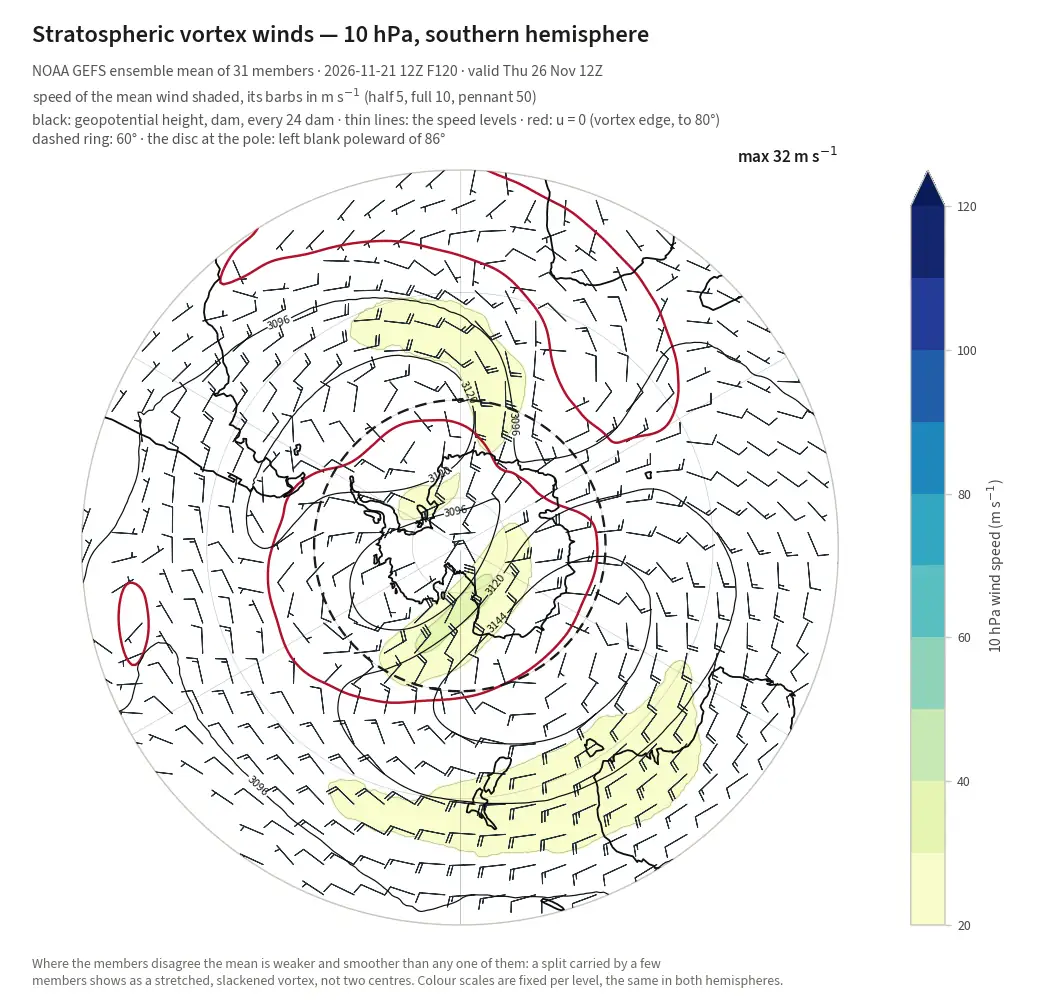 Stratospheric vortex winds — 10 hPa, southern hemisphere
NOAA GEFS ensemble mean of 31 members · 2026-11-21 12Z F120 · valid Thu 26 Nov 12Z
speed of the mean wind shaded, its barbs in m s⁻¹ (half 5, full 10, pennant 50)
black: geopotential height, dam, every 24 dam · thin lines: the speed levels · red: u = 0 (vortex edge, to 80°)
dashed ring: 60° · the disc at the pole: left blank poleward of 86°
max 32 m s⁻¹
120
100
80
60
40
20
10 hPa wind speed (m s⁻¹)
3096
3096
3096
3120
3144
3096
Where the members disagree the mean is weaker and smoother than any one of them: a split carried by a few
members shows as a stretched, slackened vortex, not two centres. Colour scales are fixed per level, the same in both hemispheres.